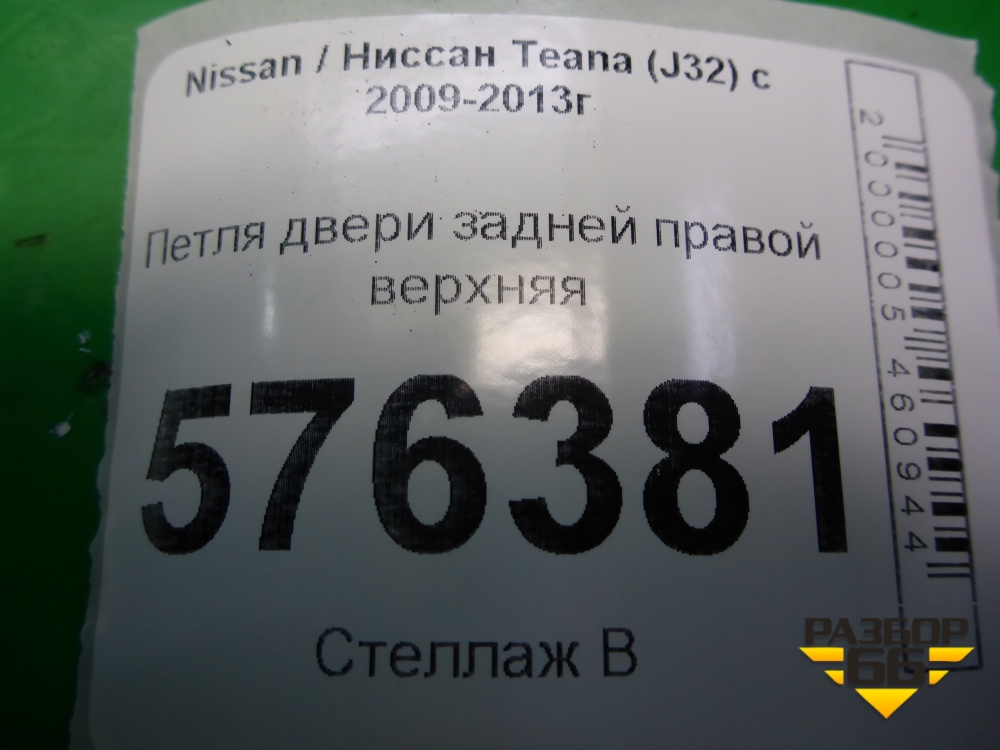 Nissan / Ниссан Teana (J32) с
2009-2013г
Петля двери задней правой
верхняя
576381
Стеллаж В
2000005460944
РАЗБОР
66